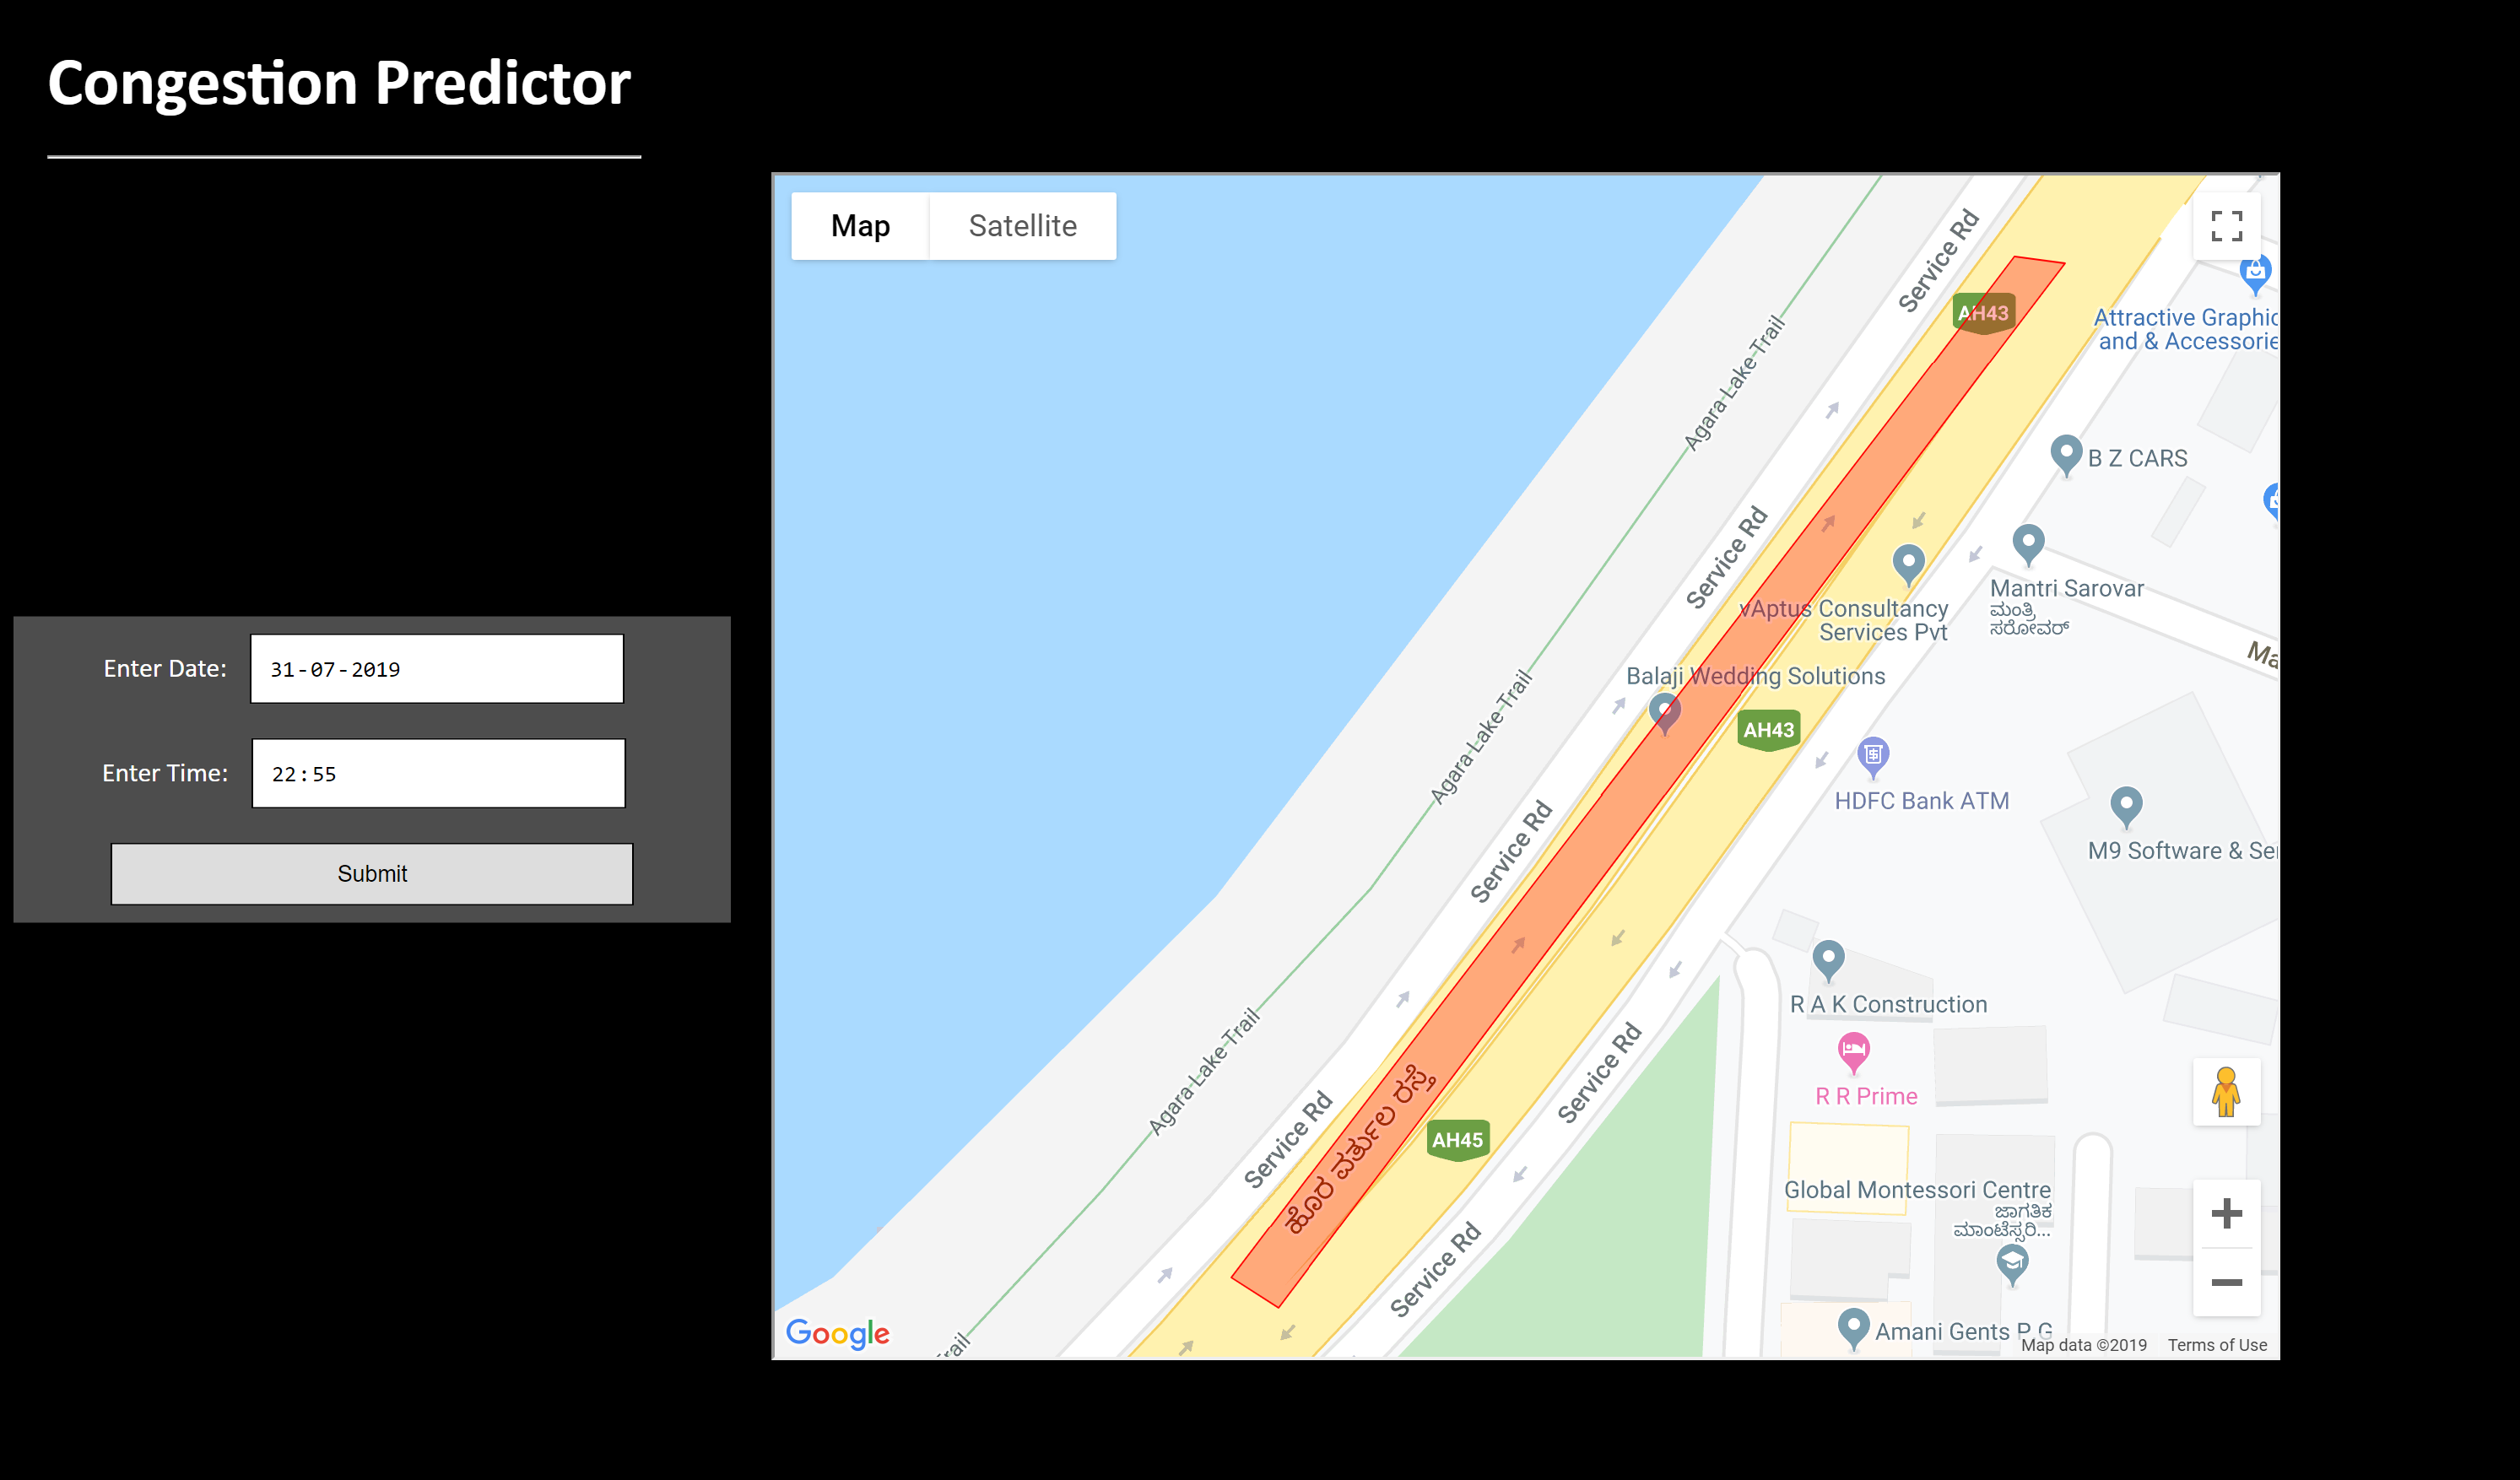 Congestion Predictor
Enter Date:
31-07-2019
Enter Time:
22:55
Submit
Map
Satellite
Service Rd
AH43
Attractive Graphic
and & Accessorie
Agara Lake Trail
B Z CARS
Service Rd
Mantri Sarovar
ಮಂತ್ರಿ
ಸರೋವರ್
vAptus Consultancy
Services Pvt
Ma
Balaji Wedding Solutions
AH43
Agara Lake Trail
HDFC Bank ATM
Service Rd
M9 Software & Ser
R A K Construction
Agara Lake Trail
Service Rd
R R Prime
ಹೊರ ವರ್ತುಲ ರಸ್ತೆ
AH45
Service Rd
Global Montessori Centre
ಜಾಗತಿಕ
ಮಾಂಟೆಸ್ಸರಿ...
Service Rd
Amani Gents P G
rail
Google
Map data ©2019
Terms of Use